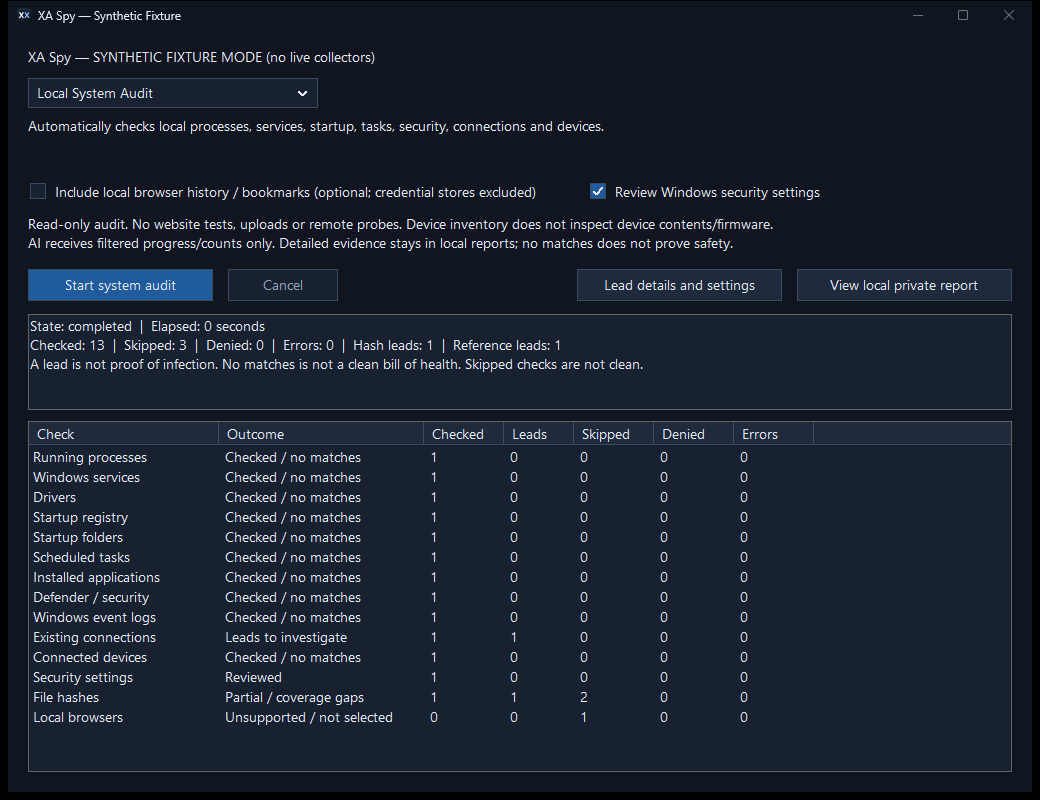 XX XA Spy — Synthetic Fixture
XA Spy — SYNTHETIC FIXTURE MODE (no live collectors)
Local System Audit
Automatically checks local processes, services, startup, tasks, security, connections and devices.
Include local browser history / bookmarks (optional; credential stores excluded) Review Windows security settings
Read-only audit. No website tests, uploads or remote probes. Device inventory does not inspect device contents/firmware.
AI receives filtered progress/counts only. Detailed evidence stays in local reports; no matches does not prove safety.
Start system audit Cancel Lead details and settings View local private report
State: completed | Elapsed: 0 seconds
Checked: 13 | Skipped: 3 | Denied: 0 | Errors: 0 | Hash leads: 1 | Reference leads: 1
A lead is not proof of infection. No matches is not a clean bill of health. Skipped checks are not clean.
Check Outcome Checked Leads Skipped Denied Errors
Running processes Checked / no matches 1 0 0 0 0
Windows services Checked / no matches 1 0 0 0 0
Drivers Checked / no matches 1 0 0 0 0
Startup registry Checked / no matches 1 0 0 0 0
Startup folders Checked / no matches 1 0 0 0 0
Scheduled tasks Checked / no matches 1 0 0 0 0
Installed applications Checked / no matches 1 0 0 0 0
Defender / security Checked / no matches 1 0 0 0 0
Windows event logs Checked / no matches 1 0 0 0 0
Existing connections Leads to investigate 1 1 0 0 0
Connected devices Checked / no matches 1 0 0 0 0
Security settings Reviewed 1 0 0 0 0
File hashes Partial / coverage gaps 1 1 2 0 0
Local browsers Unsupported / not selected 0 0 1 0 0